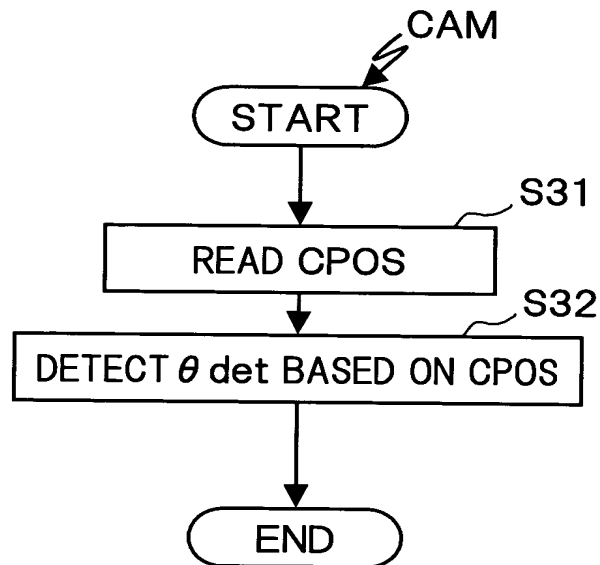 CAM
START
S31
READ CPOS
S32
DETECT θ det BASED ON CPOS
END